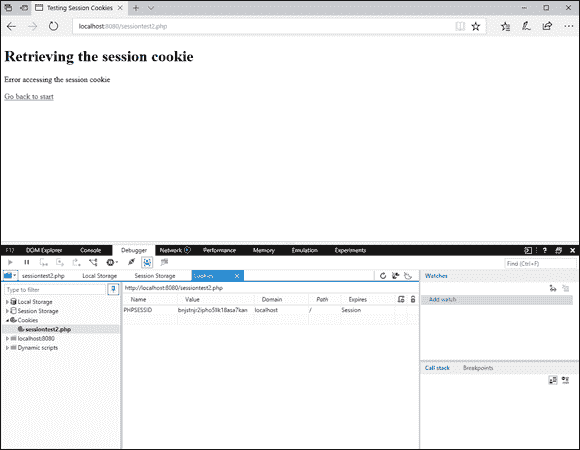 Testing Session Cookies
localhost:8080/sessiontest2.php
Retrieving the session cookie
Error accessing the session cookie
Go back to start
F12 DOM Explorer Console Debugger Network Performance Memory Emulation Experiments
Find (Ctrl+F)
sessiontest2.php Local Storage Session Storage Cookies
Type to filter
Local Storage
Session Storage
Cookies
sessiontest2.php
localhost:8080
Dynamic scripts
http://localhost:8080/sessiontest2.php
Name Value Domain Path Expires
PHPSESSID localhost / Session
Watches
Add watch
Call stack Breakpoints